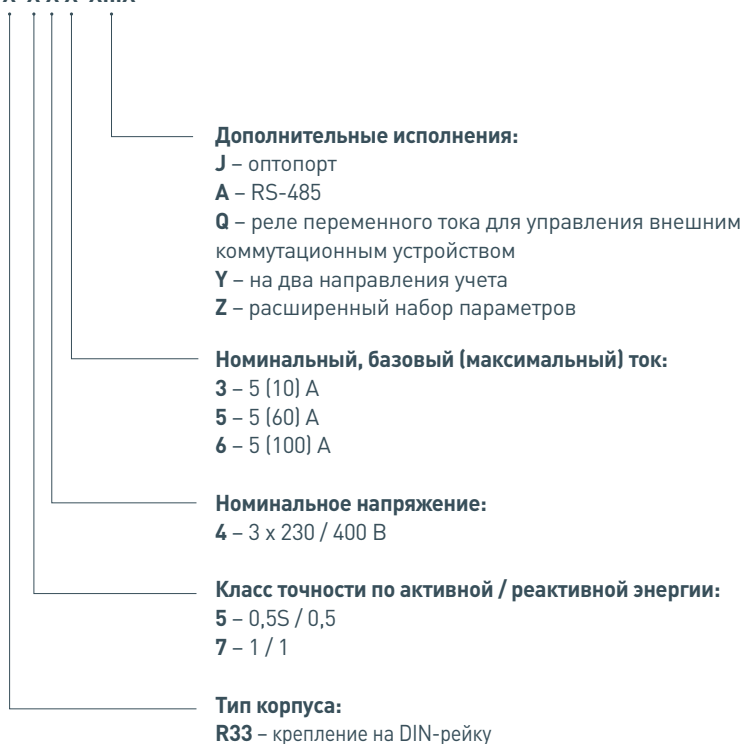 Дополнительные исполнения:
J – оптопорт
A – RS-485
Q – реле переменного тока для управления внешним
коммутационным устройством
Y – на два направления учета
Z – расширенный набор параметров
Номинальный, базовый (максимальный) ток:
3 – 5 (10) А
5 – 5 (60) А
6 – 5 (100) А
Номинальное напряжение:
4 – 3 х 230 / 400 В
Класс точности по активной / реактивной энергии:
5 – 0,5S / 0,5
7 – 1 / 1
Тип корпуса:
R33 – крепление на DIN-рейку